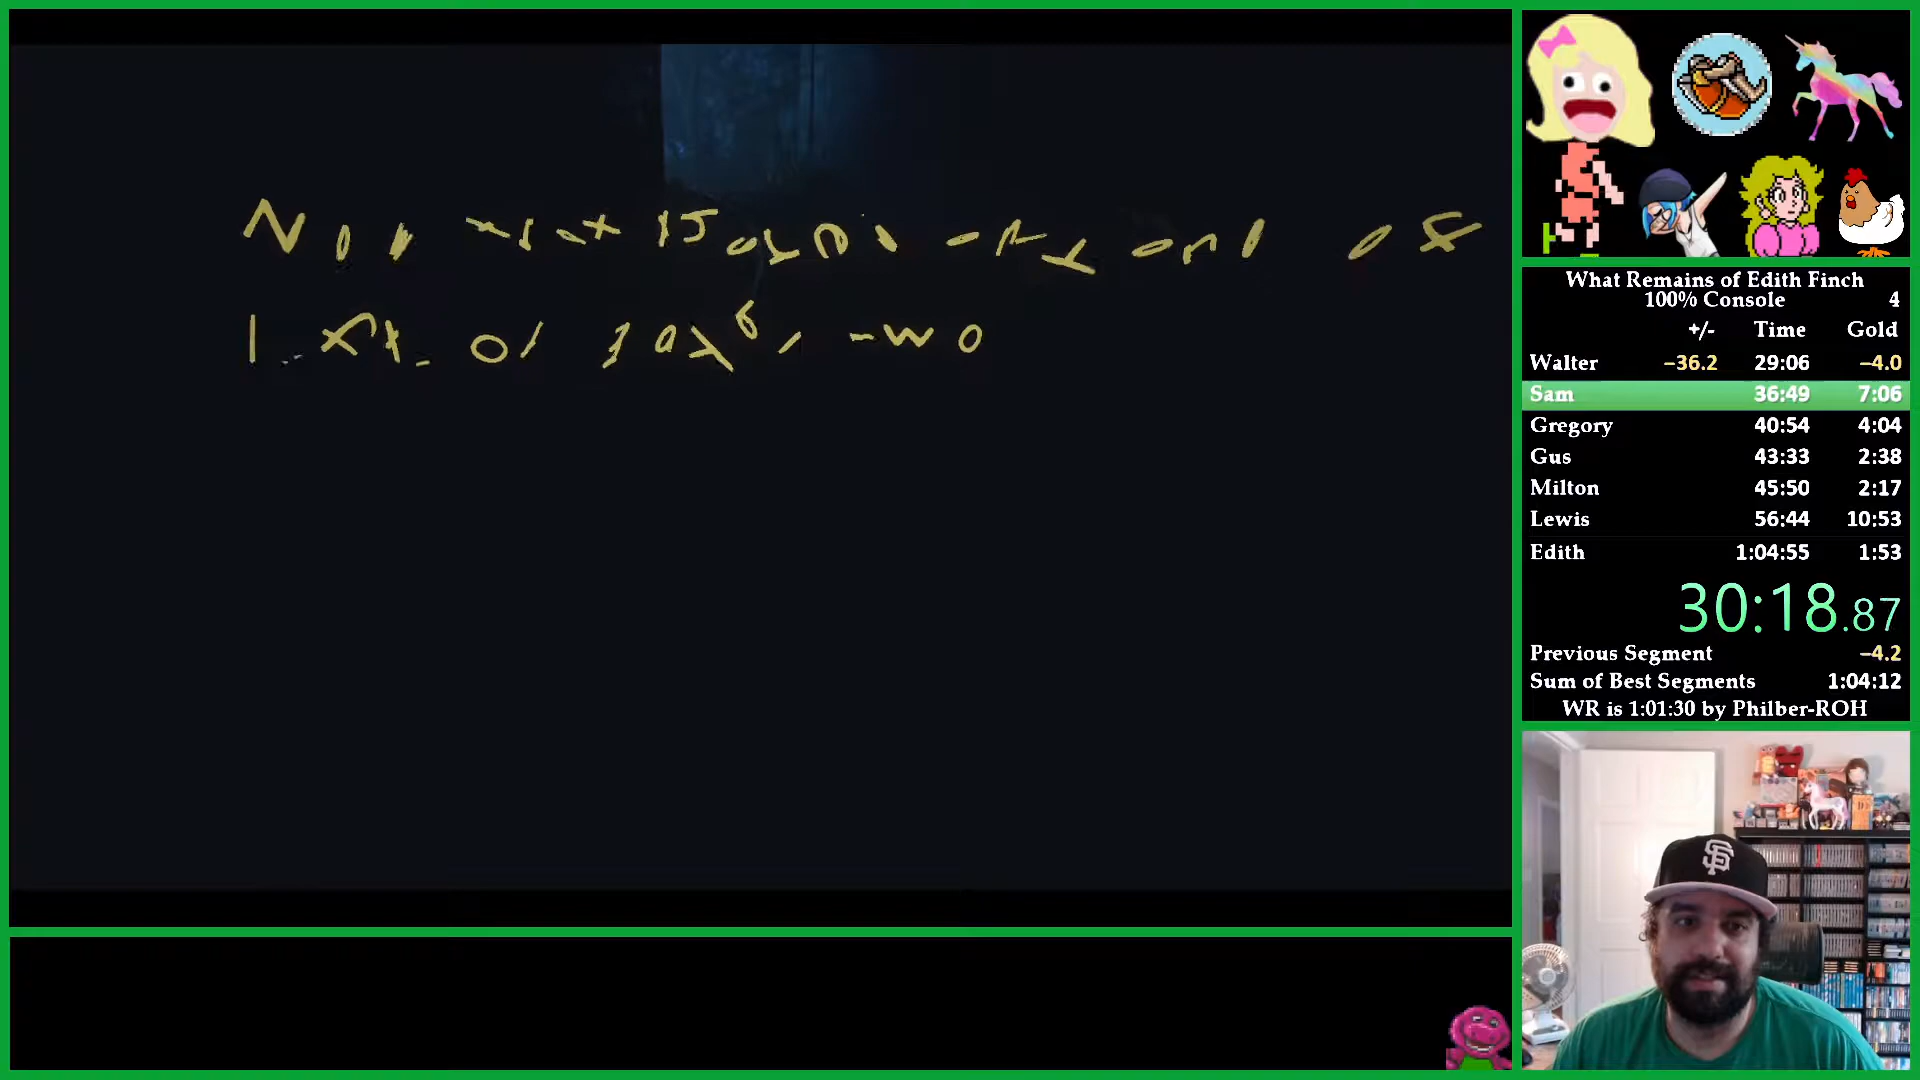 What Remains of Edith Finch
100% Console 4
+/- Time Gold
Walter −36.2 29:06 −4.0
Sam 36:49 7:06
Gregory 40:54 4:04
Gus 43:33 2:38
Milton 45:50 2:17
Lewis 56:44 10:53
Edith 1:04:55 1:53
30:18.87
Previous Segment −4.2
Sum of Best Segments 1:04:12
WR is 1:01:30 by Philber-ROH
SF